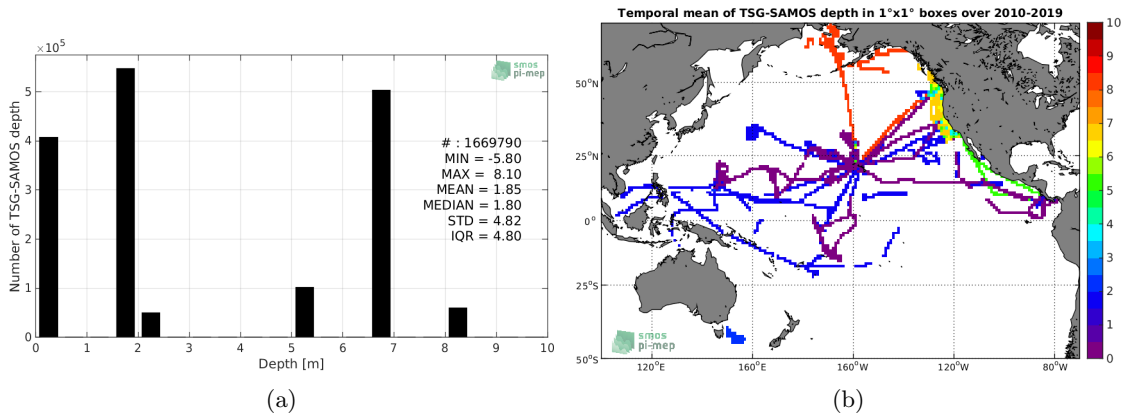 ×10⁵
5
4
3
2
1
0
Number of TSG-SAMOS depth
0 1 2 3 4 5 6 7 8 9 10
Depth [m]
smos
pi-mep
# : 1669790
MIN = -5.80
MAX = 8.10
MEAN = 1.85
MEDIAN = 1.80
STD = 4.82
IQR = 4.80
(a)
Temporal mean of TSG-SAMOS depth in 1°x1° boxes over 2010-2019
50°N
25°N
0°
25°S
50°S
120°E 160°E 160°W 120°W 80°W
smos
pi-mep
10
9
8
7
6
5
4
3
2
1
0
(b)